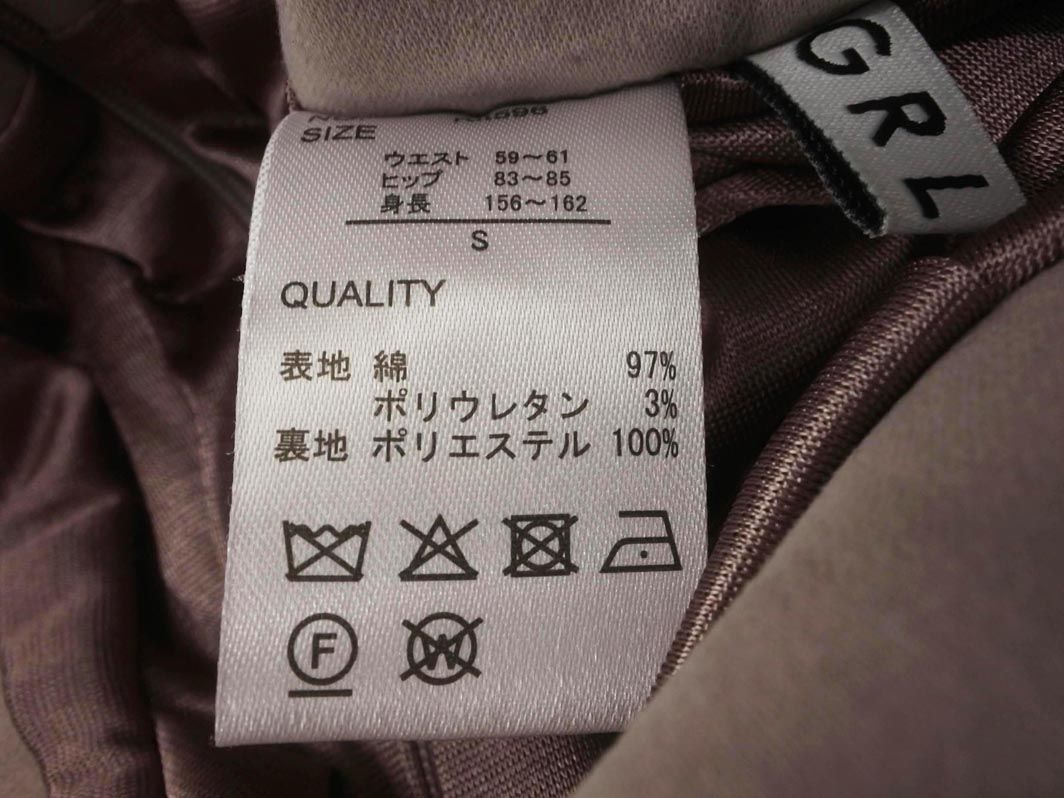 GRL
SIZE
ウエスト 59～61
ヒップ 83～85
身長 156～162
S
QUALITY
表地 綿 97%
ポリウレタン 3%
裏地 ポリエステル 100%
F
W